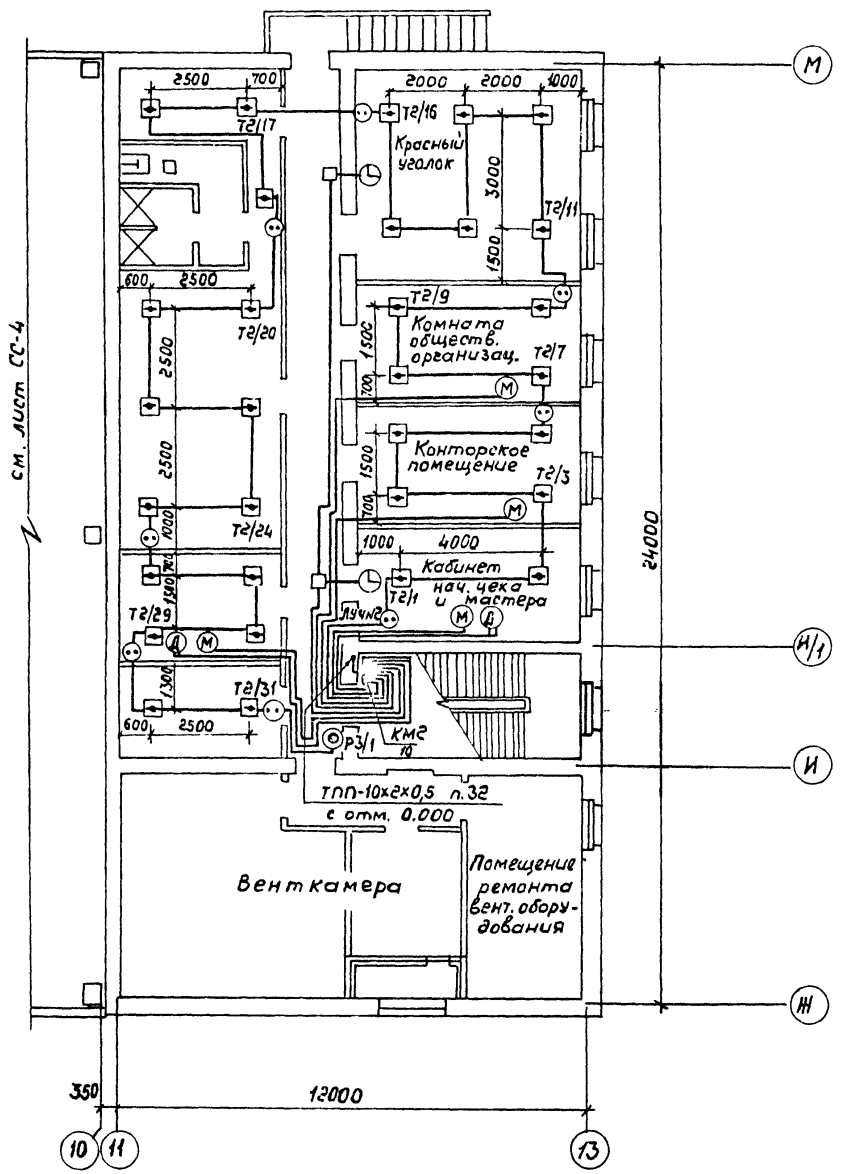 М
2500
700
2000
2000
1000
Т2/17
Т2/16
Красный
уголок
3000
Т2/11
1500
600
2500
Т2/20
Т2/9
Комната
обществ.
организац.
1500
Т2/7
700
М
см. лист СС-4
2500
2500
1500
Конторское
помещение
Т2/3
700
М
1000
Т2/24
1000
4000
24000
700
1500
Кабинет
нач. цеха
и мастера
Т2/1
Луч№2
Т2/29
Д
М
М
Д
И/1
1300
Т2/31
600
2500
КМ2
10
РЗ/1
И
ТПП-10х2х0,5 п.32
с отм. 0.000
Венткамера
Помещение
ремонта
вент. обору-
дования
Ж
350
12000
10
11
13